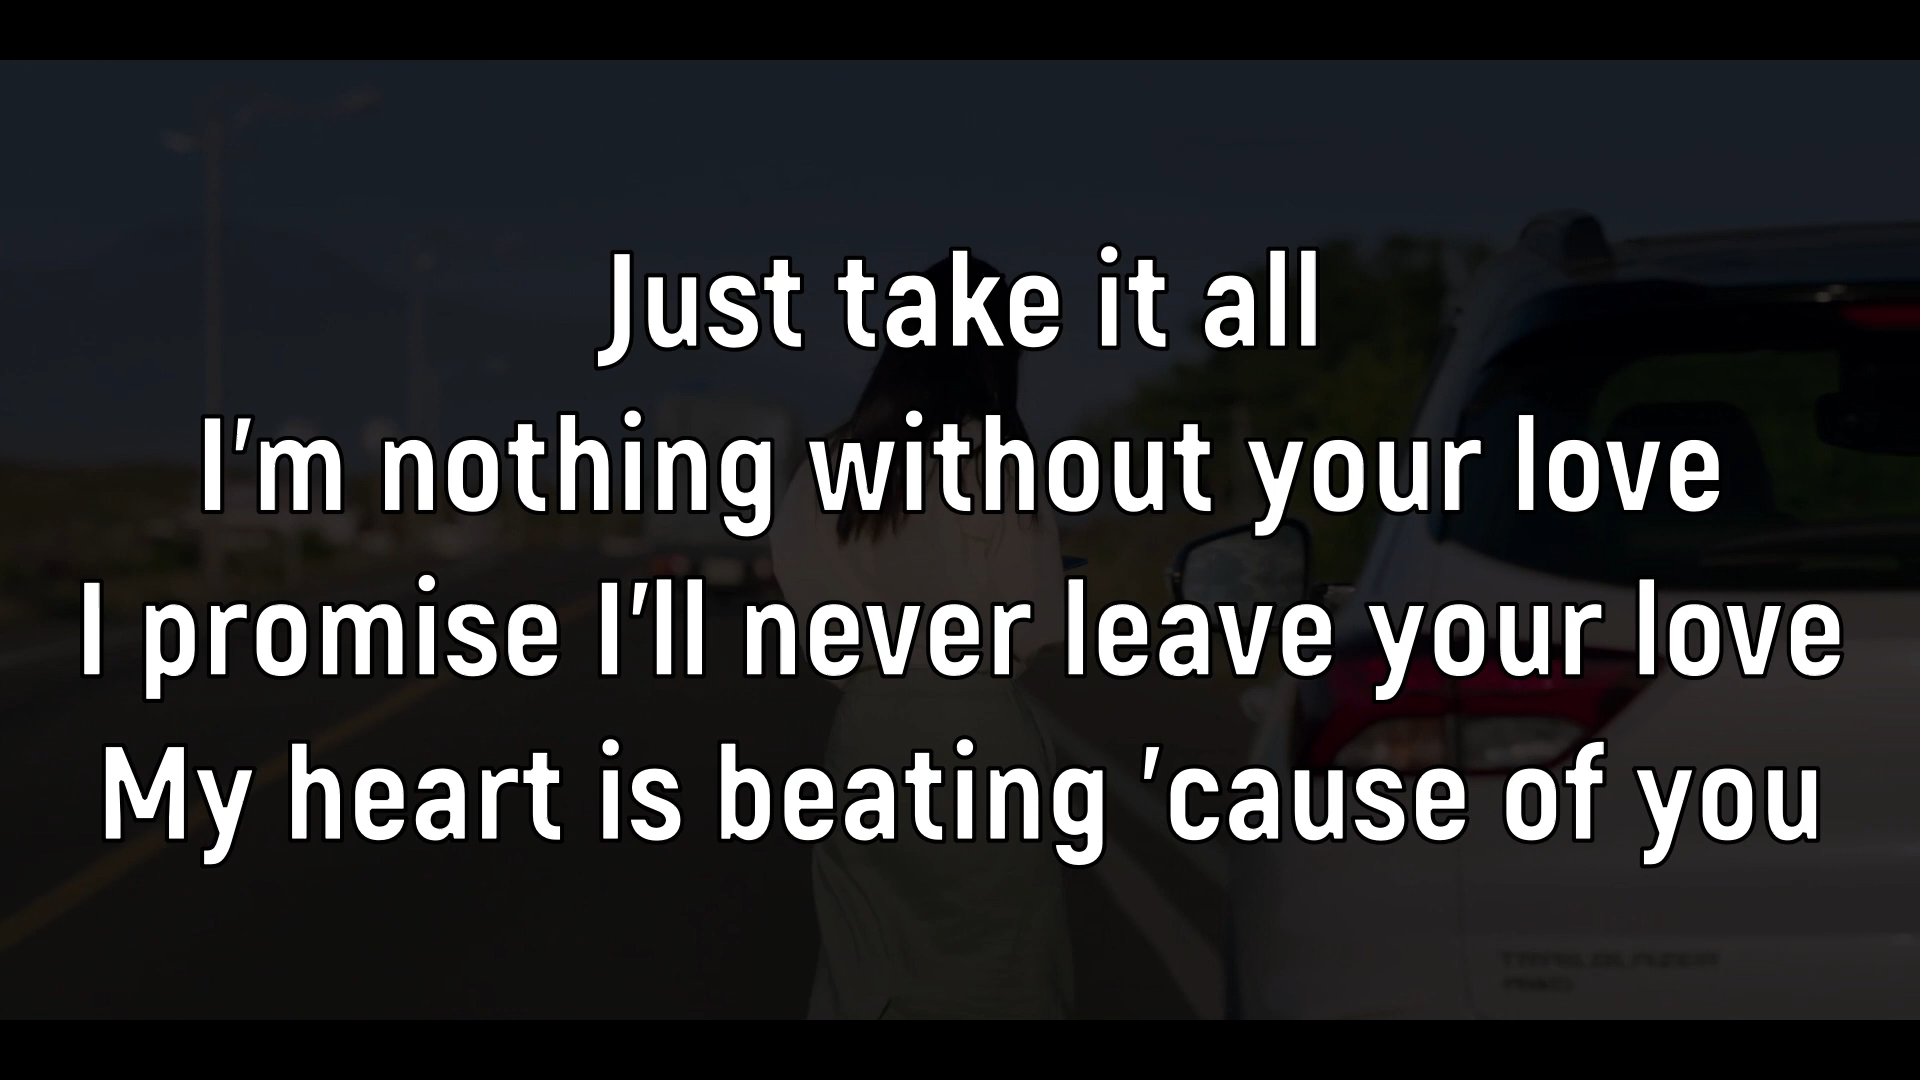 Just take it all
I'm nothing without your love
I promise I'll never leave your love
My heart is beating 'cause of you